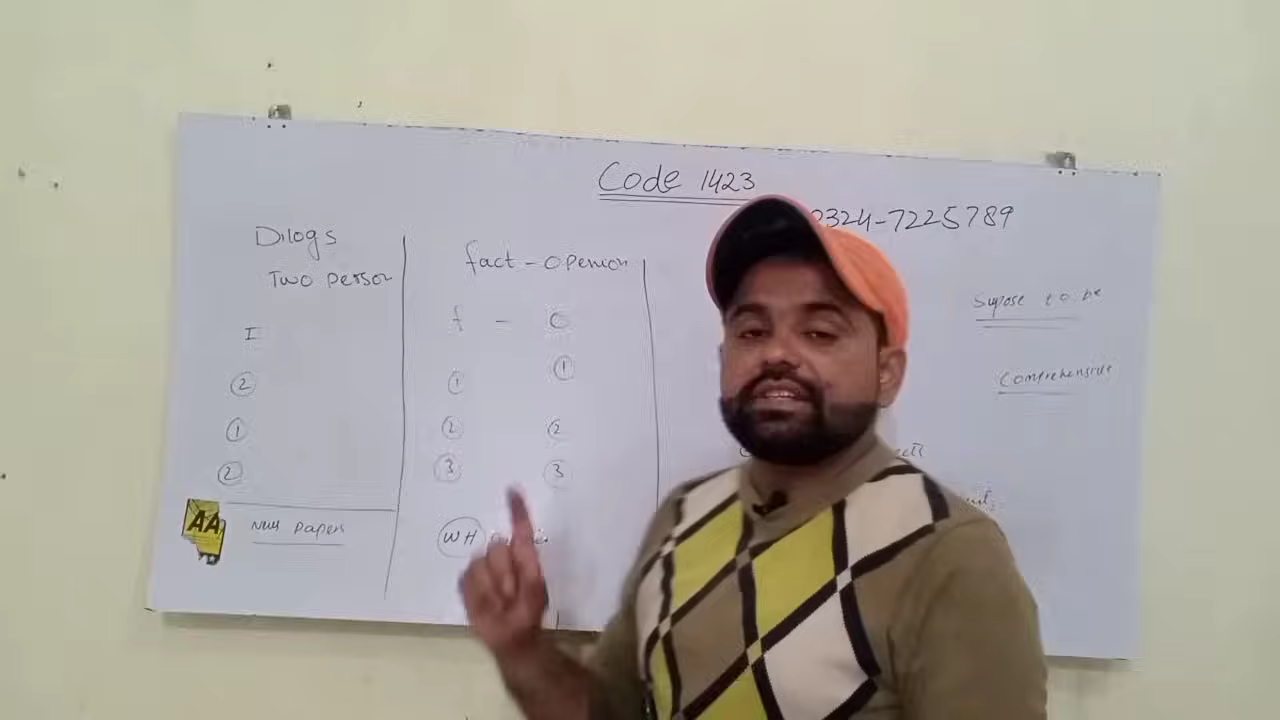 Code 1423
0324-7225789
Dilogs
Two person
I
2
1
2
AA
News papers
fact - openion
f - O
1 1
2 2
3 3
WH
Supose to be
Comprehensive